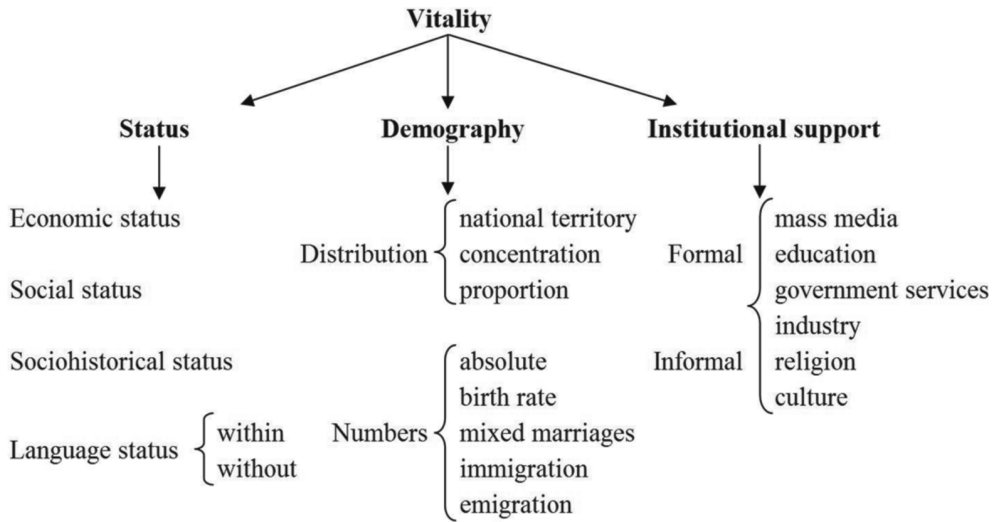 Vitality
Status
Demography
Institutional support
Economic status
Social status
Sociohistorical status
Language status
within
without
Distribution
national territory
concentration
proportion
Numbers
absolute
birth rate
mixed marriages
immigration
emigration
Formal
Informal
mass media
education
government services
industry
religion
culture